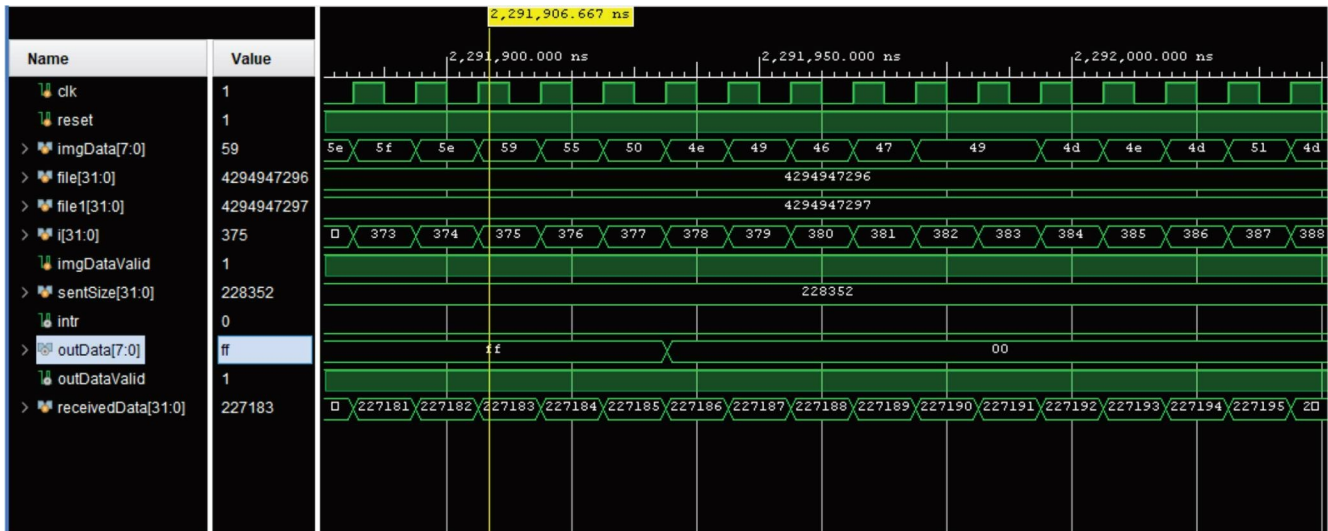 2,291,906.667 ns
Name Value
2,291,900.000 ns 2,291,950.000 ns 2,292,000.000 ns
clk 1
reset 1
imgData[7:0] 59 5e 5f 5e 59 55 50 4e 49 46 47 49 4d 4e 4d 51 4d
file[31:0] 4294947296 4294947296
file1[31:0] 4294947297 4294947297
i[31:0] 375 373 374 375 376 377 378 379 380 381 382 383 384 385 386 387 388
imgDataValid 1
sentSize[31:0] 228352 228352
intr 0
outData[7:0] ff ff 00
outDataValid 1
receivedData[31:0] 227183 227181 227182 227183 227184 227185 227186 227187 227188 227189 227190 227191 227192 227193 227194 227195 2